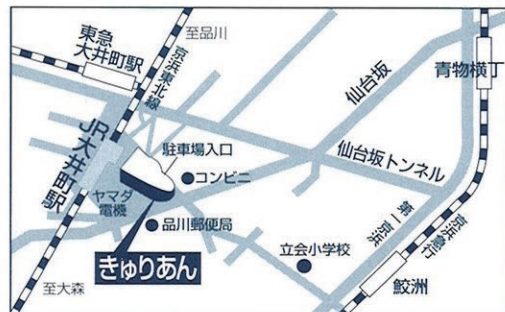 至品川
東急
大井町駅
京浜東北線
仙台坂
青物横丁
JR大井町駅
駐車場入口
コンビニ
仙台坂トンネル
ヤマダ
電機
品川郵便局
第一京浜
京浜急行
きゅりあん
立会小学校
至大森
鮫洲